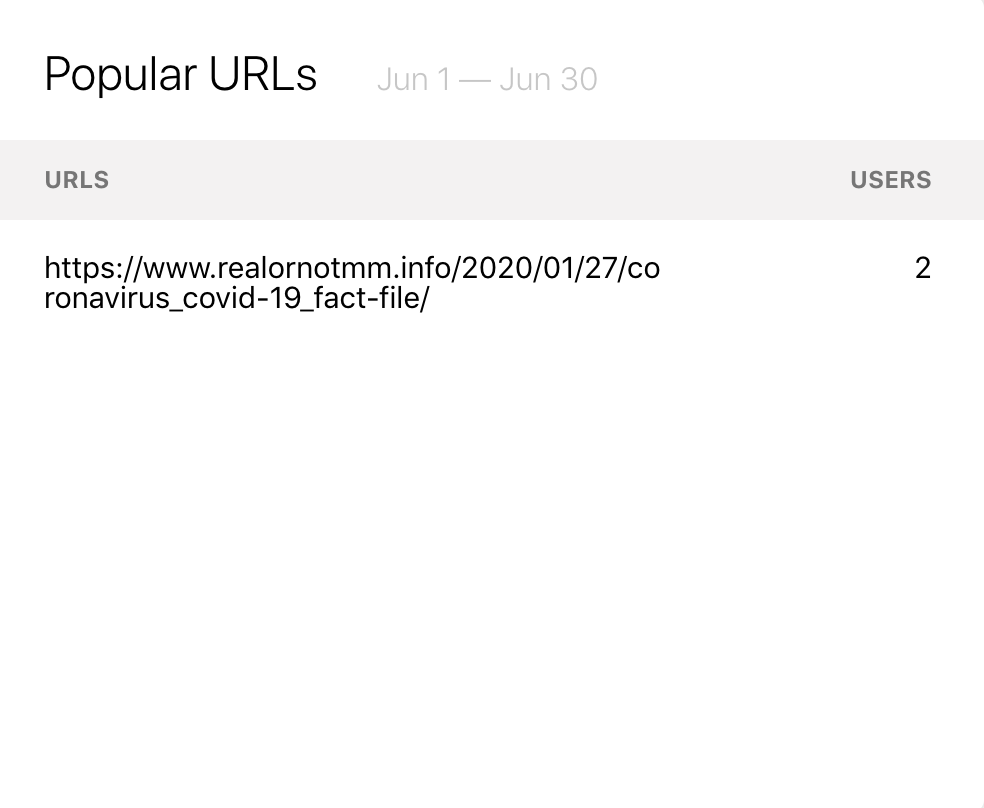 Popular URLs
Jun 1 — Jun 30
URLS
USERS
https://www.realornotmm.info/2020/01/27/co
ronavirus_covid-19_fact-file/
2